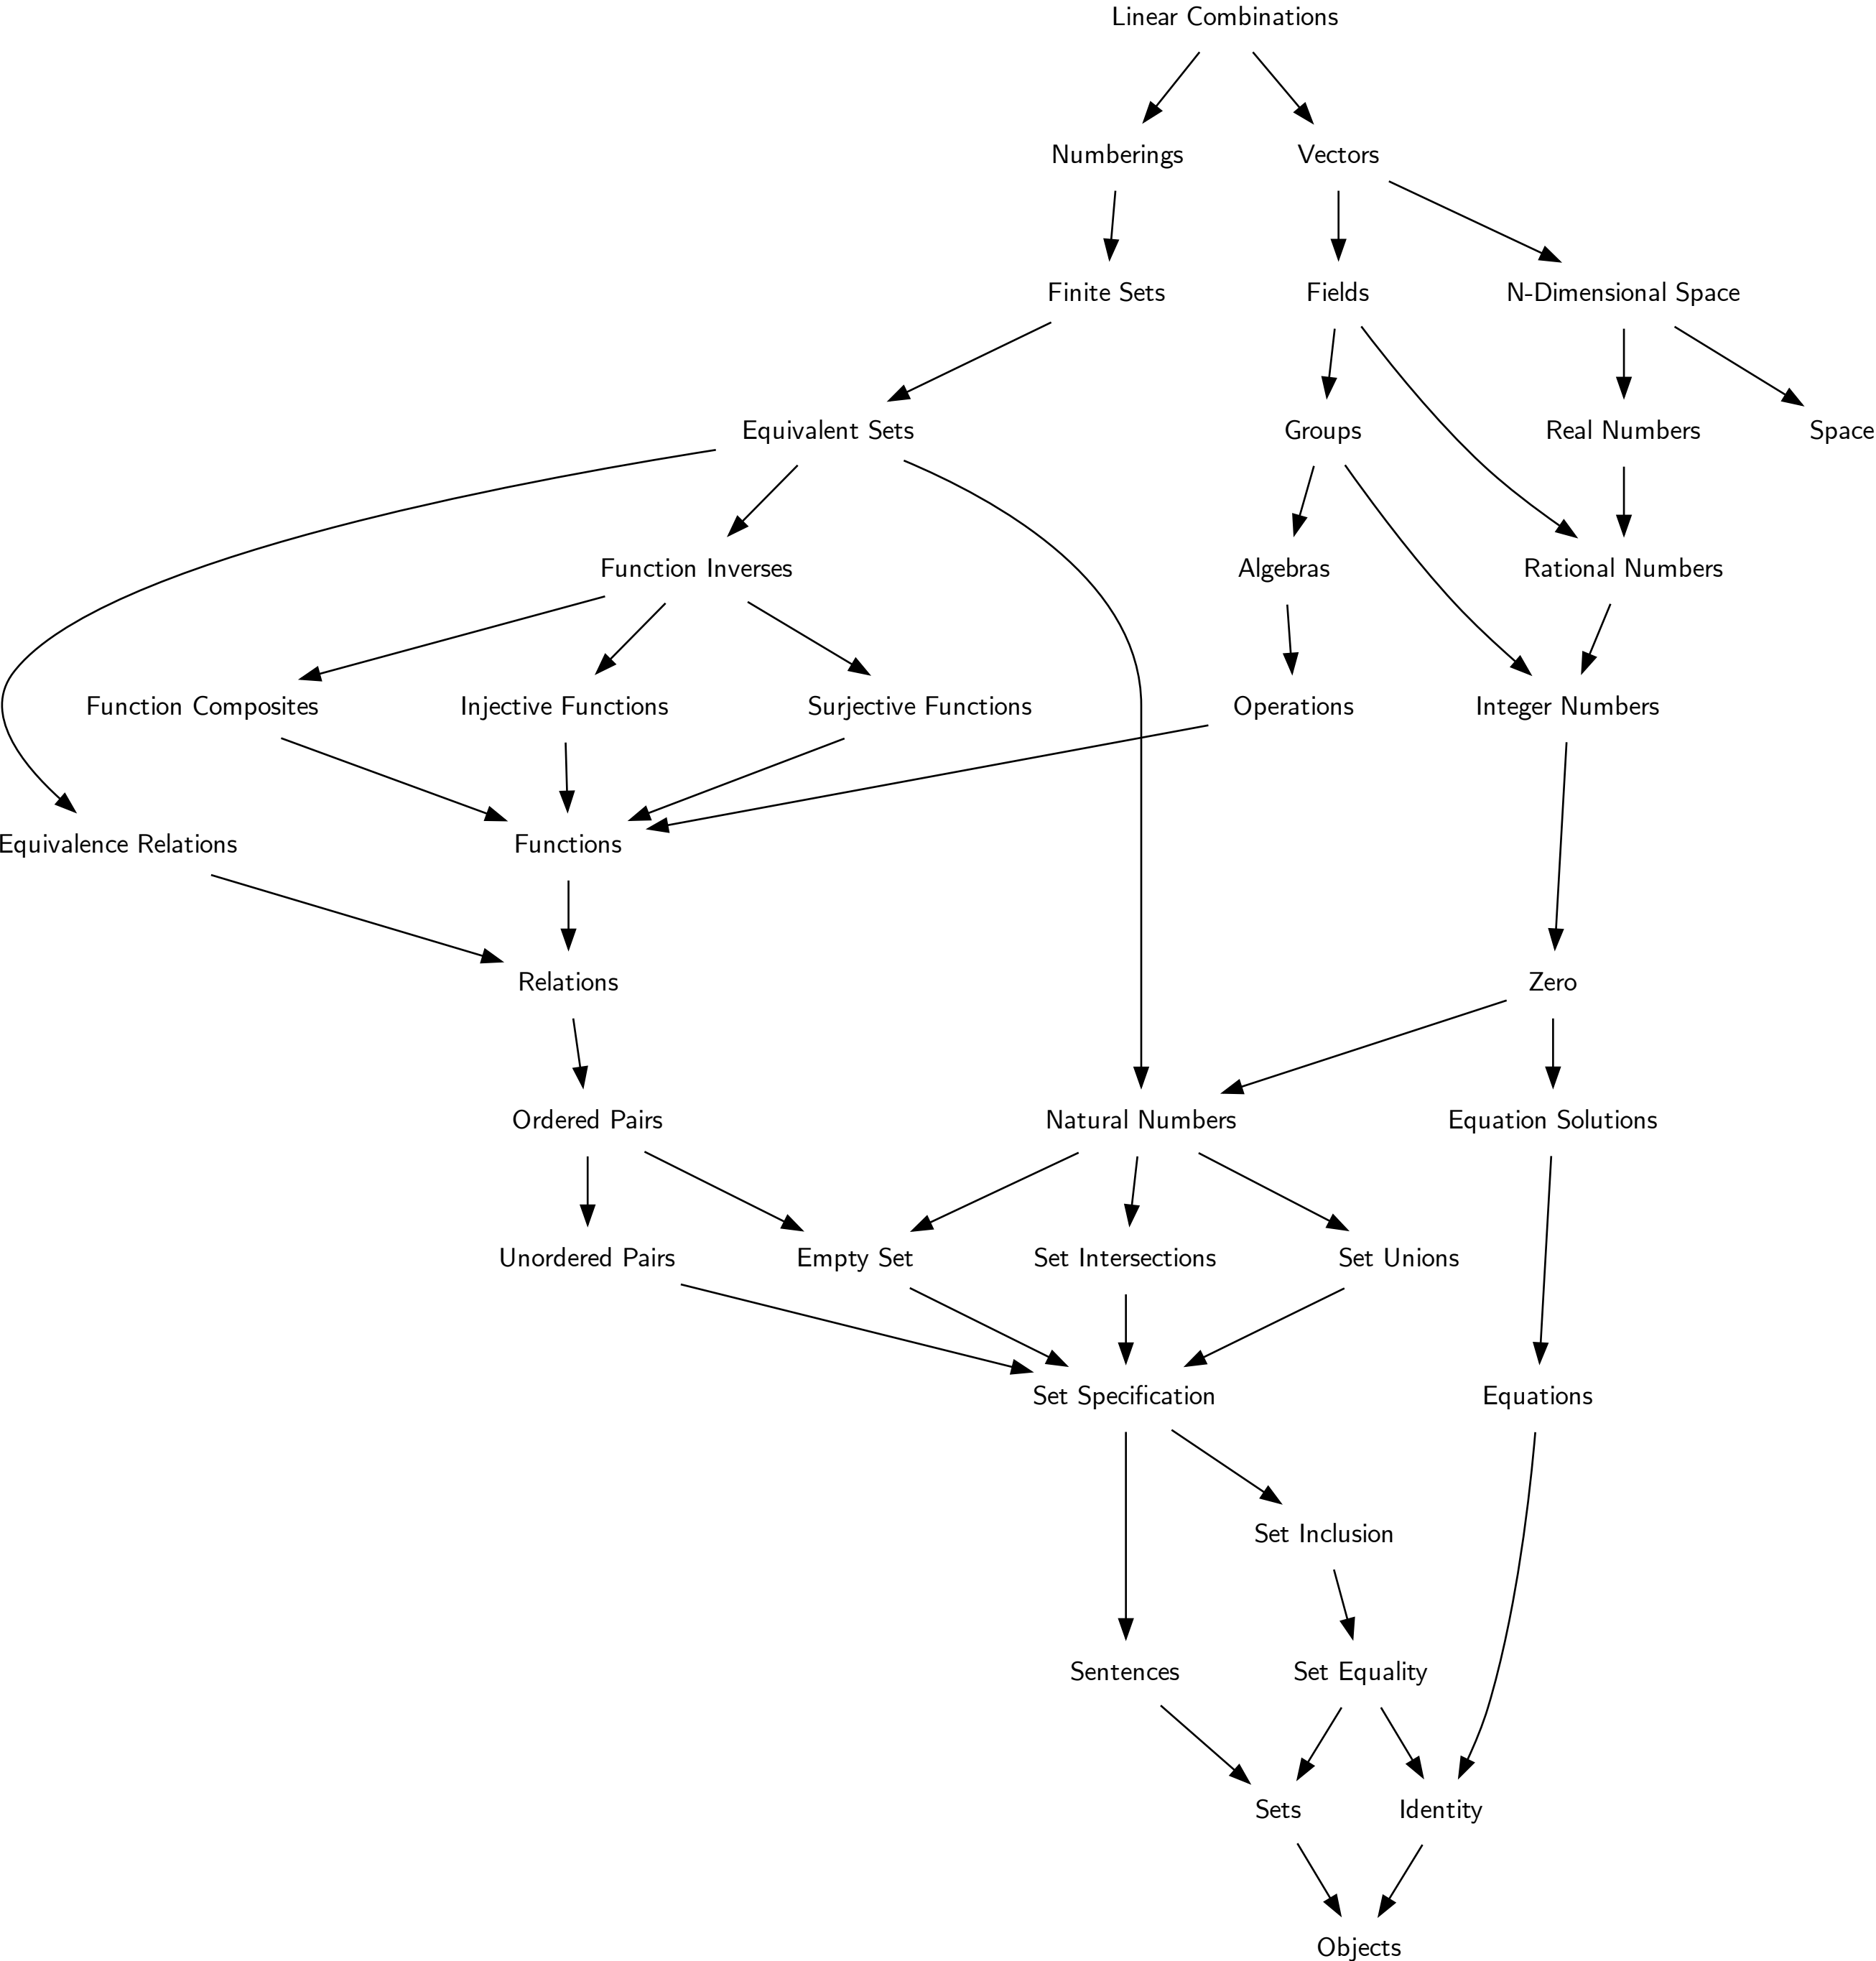 Linear Combinations
Numberings
Vectors
Finite Sets
Fields
N-Dimensional Space
Equivalent Sets
Groups
Real Numbers
Space
Function Inverses
Algebras
Rational Numbers
Function Composites
Injective Functions
Surjective Functions
Operations
Integer Numbers
Equivalence Relations
Functions
Relations
Zero
Ordered Pairs
Natural Numbers
Equation Solutions
Unordered Pairs
Empty Set
Set Intersections
Set Unions
Set Specification
Equations
Set Inclusion
Sentences
Set Equality
Sets
Identity
Objects